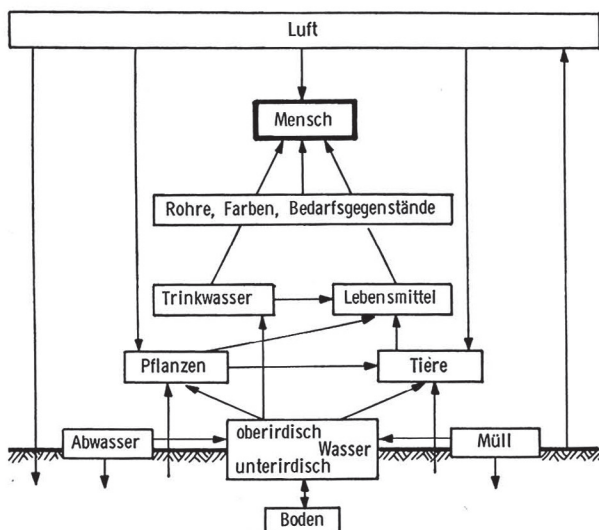 Luft
Mensch
Rohre, Farben, Bedarfsgegenstände
Trinkwasser
Lebensmittel
Pflanzen
Tiere
Abwasser
oberirdisch
Wasser
unterirdisch
Müll
Boden